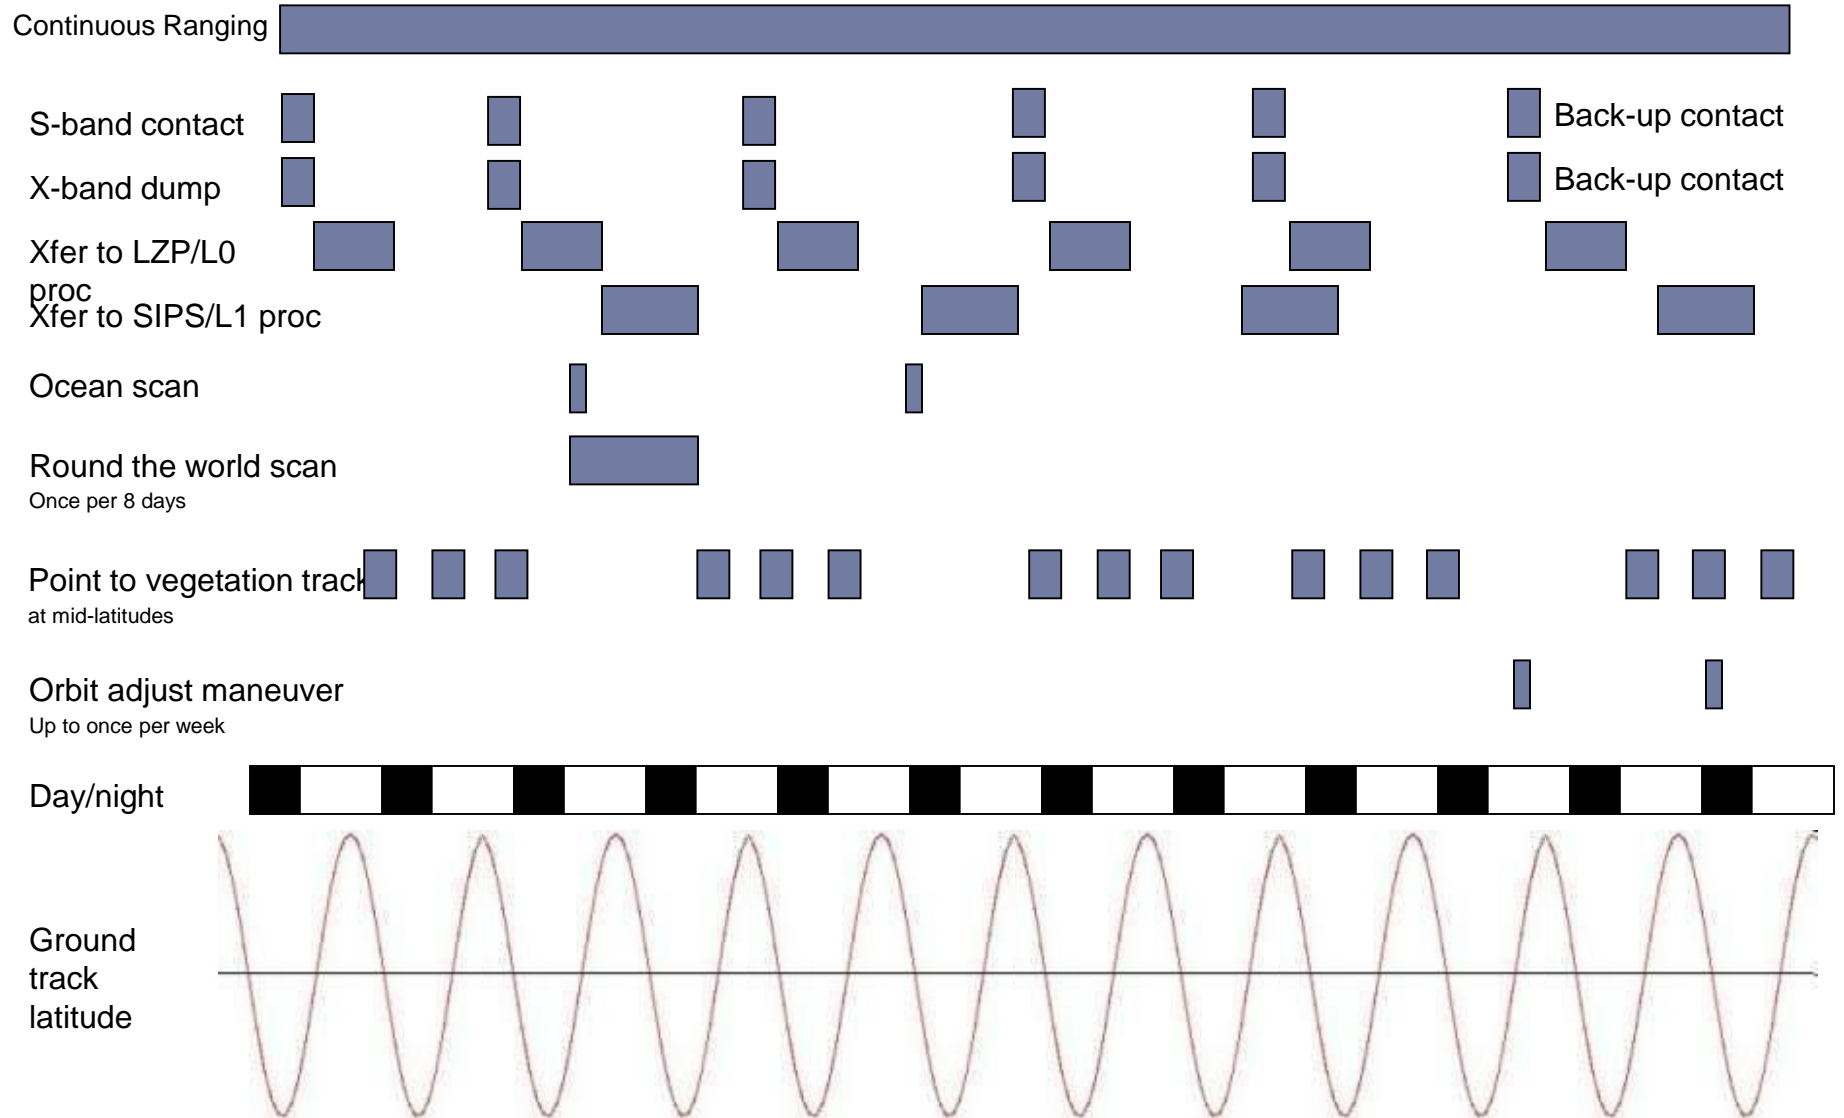 Continuous Ranging
S-band contact
Back-up contact
X-band dump
Back-up contact
Xfer to LZP/L0
proc
Xfer to SIPS/L1 proc
Ocean scan
Round the world scan
Once per 8 days
Point to vegetation track
at mid-latitudes
Orbit adjust maneuver
Up to once per week
Day/night
Ground
track
latitude